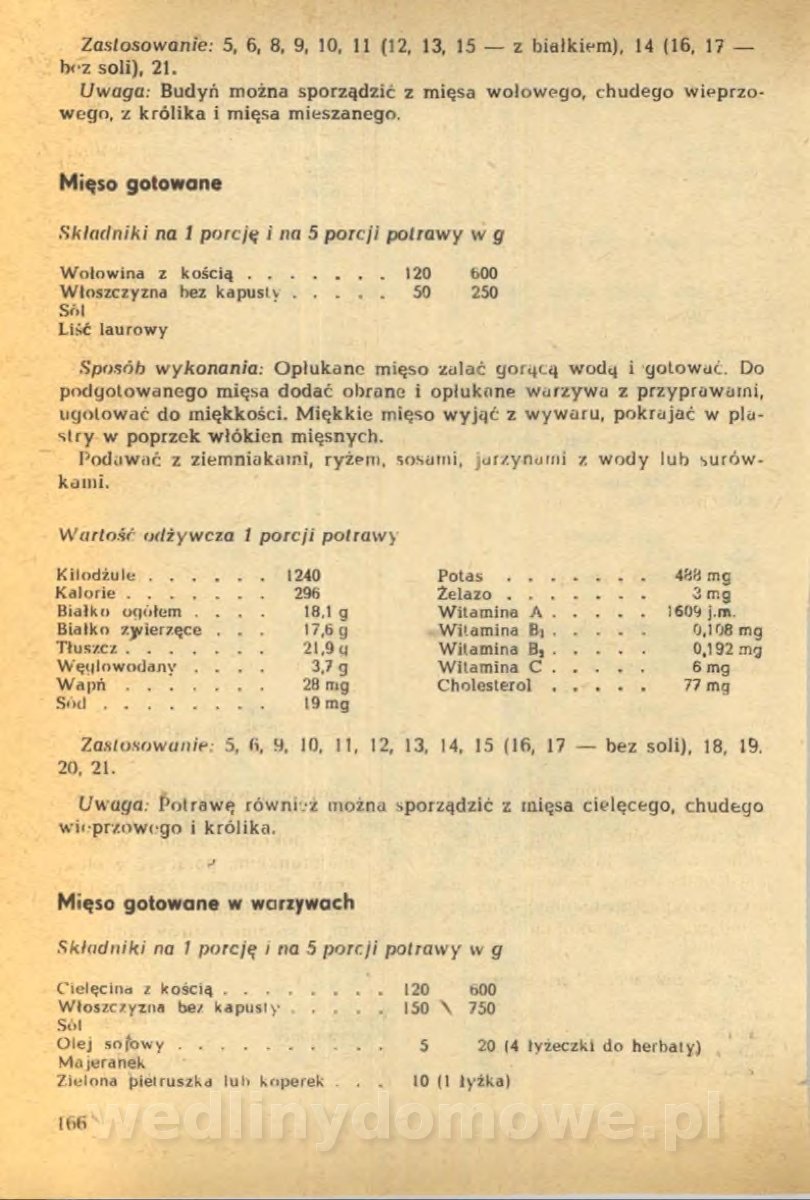 Zastosowanie: 5, 6, 8, 9, 10, 11 (12, 13, 15 — z białkiem), 14 (16, 17 —
bez soli), 21.
Uwaga: Budyń można sporządzić z mięsa wołowego, chudego wieprzo-
wego, z królika i mięsa mieszanego.
Mięso gotowane
Składniki na 1 porcję i na 5 porcji potrawy w g
Wołowina z kością . . . . . . . 120 600
Włoszczyzna bez kapusty . . . . . 50 250
Sól
Liść laurowy
Sposób wykonania: Opłukane mięso zalać gorącą wodą i gotować. Do
podgotowanego mięsa dodać obrane i opłukane warzywa z przyprawami,
ugotować do miękkości. Miękkie mięso wyjąć z wywaru, pokrajać w pla-
stry w poprzek włókien mięsnych.
Podawać z ziemniakami, ryżem, sosami, jarzynami z wody lub surów-
kami.
Wartość odżywcza 1 porcji potrawy
Kilodżule . . . . . . 1240
Kalorie . . . . . . . 296
Białko ogółem . . . . 18,1 g
Białko zwierzęce . . . 17,6 g
Tłuszcz . . . . . . . 21,9 g
Węglowodany . . . . 3,7 g
Wapń . . . . . . . 28 mg
Sód . . . . . . . . 19 mg
Potas . . . . . . . 488 mg
Żelazo . . . . . . . 3 mg
Witamina A . . . . . 1609 j.m.
Witamina B₁ . . . . . 0,108 mg
Witamina B₂ . . . . . 0,192 mg
Witamina C . . . . . 6 mg
Cholesterol . . . . . 77 mg
Zastosowanie: 5, 6, 9, 10, 11, 12, 13, 14, 15 (16, 17 — bez soli), 18, 19.
20, 21.
Uwaga: Potrawę również można sporządzić z mięsa cielęcego, chudego
wieprzowego i królika.
Mięso gotowane w warzywach
Składniki na 1 porcję i na 5 porcji potrawy w g
Cielęcina z kością . . . . . . . . 120 600
Włoszczyzna bez kapusty . . . . . 150 750
Sól
Olej sojowy . . . . . . . . . . 5 20 (4 łyżeczki do herbaty)
Majeranek
Zielona pietruszka lub koperek . . . 10 (1 łyżka)
166
wedlinydomowe.pl